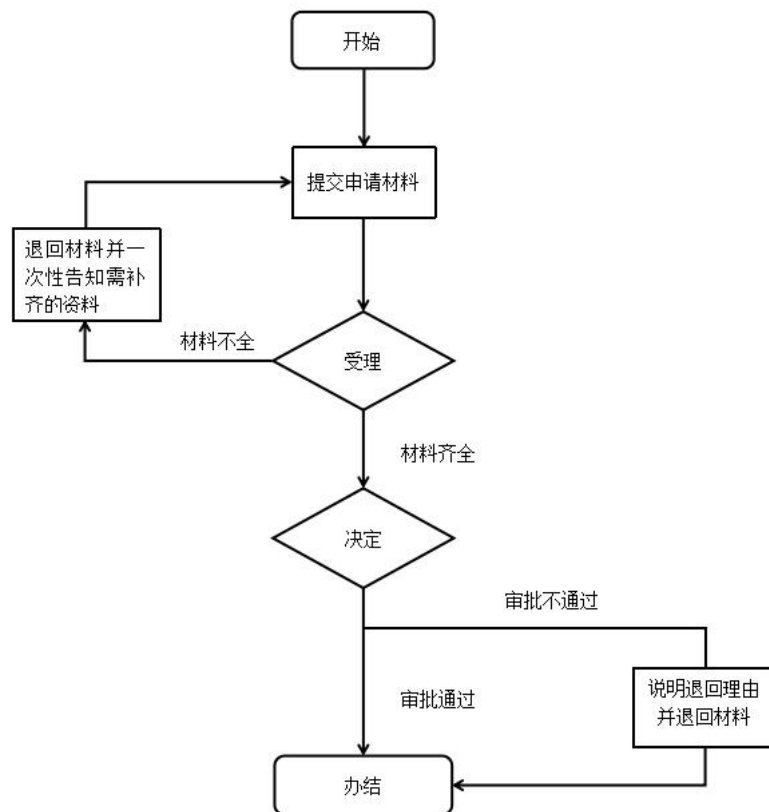 开始
提交申请材料
退回材料并一
次性告知需补
齐的资料
材料不全
受理
材料齐全
决定
审批不通过
审批通过
说明退回理由
并退回材料
办结